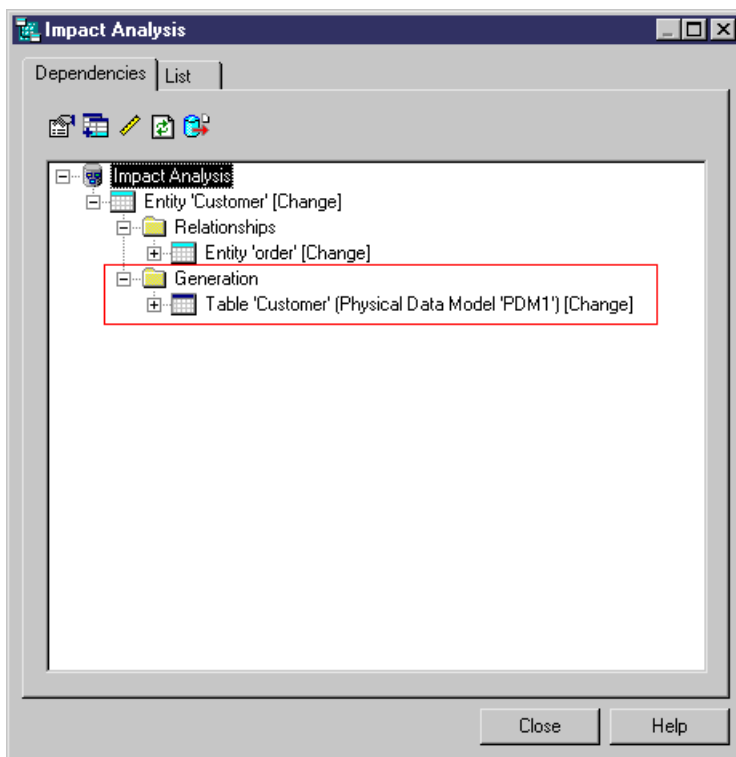 Impact Analysis
Dependencies
List
Impact Analysis
Entity 'Customer' [Change]
Relationships
Entity 'order' [Change]
Generation
Table 'Customer' (Physical Data Model 'PDM1') [Change]
Close
Help